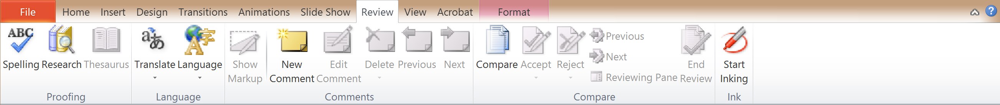 File Home Insert Design Transitions Animations Slide Show Review View Acrobat Format
ABC
Spelling Research Thesaurus
Proofing
aあ
Translate Language
A
Language
Show
Markup
New
Comment
Edit
Comment
Delete Previous Next
Comments
Compare Accept Reject
Previous
Next
Reviewing Pane
End
Review
Compare
Start
Inking
Ink
?